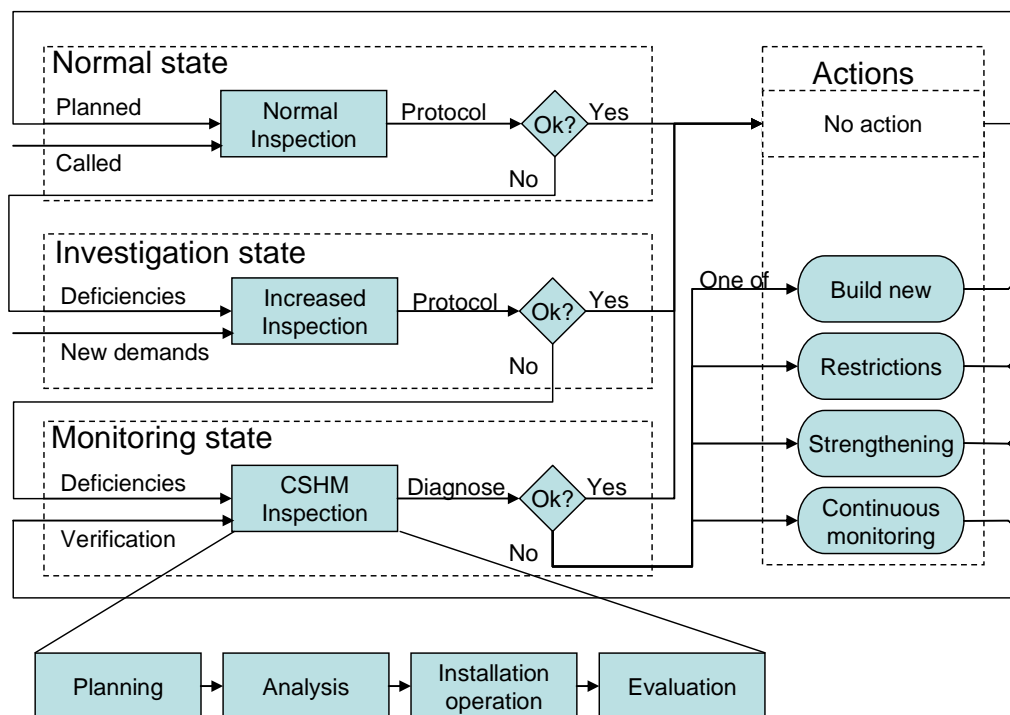 Normal state
Planned
Normal
Inspection
Protocol
Ok?
Yes
Called
No
Actions
No action
Investigation state
Deficiencies
Increased
Inspection
Protocol
Ok?
Yes
New demands
No
One of
Build new
Restrictions
Strengthening
Continuous
monitoring
Monitoring state
Deficiencies
CSHM
Inspection
Diagnose
Ok?
Yes
Verification
No
Planning
Analysis
Installation
operation
Evaluation